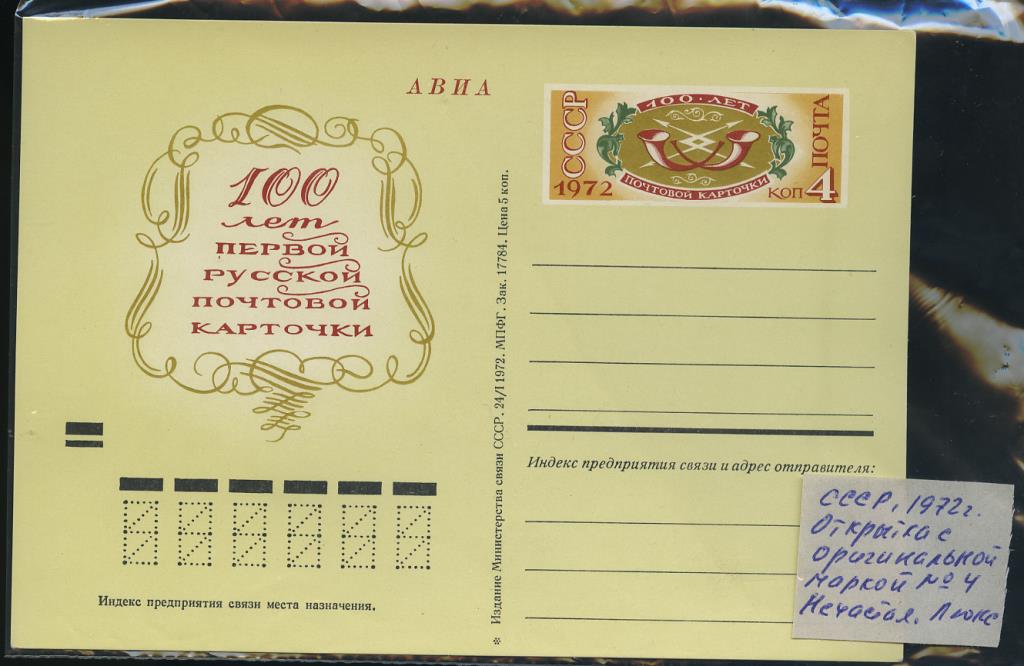 АВИА
100
лет
ПЕРВОЙ
РУССКОЙ
ПОЧТОВОЙ
КАРТОЧКИ
СССР
1972
100 · ЛЕТ
ПОЧТОВОЙ КАРТОЧКИ
ПОЧТА
КОП 4
* Издание Министерства связи СССР. 24/I 1972. МПФГ. Зак. 17784. Цена 5 коп.
Индекс предприятия связи и адрес отправителя:
Индекс предприятия связи места назначения.
СССР, 1972г.
Открытка с
оригинальной
маркой № 4
Нечастая. Люкс